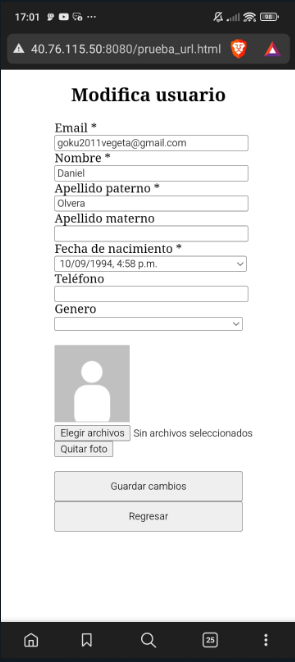 17:01
40.76.115.50:8080/prueba_url.html
Modifica usuario
Email *
goku2011vegeta@gmail.com
Nombre *
Daniel
Apellido paterno *
Olvera
Apellido materno
Fecha de nacimiento *
10/09/1994, 4:58 p.m.
Teléfono
Genero
Elegir archivos Sin archivos seleccionados
Quitar foto
Guardar cambios
Regresar
25